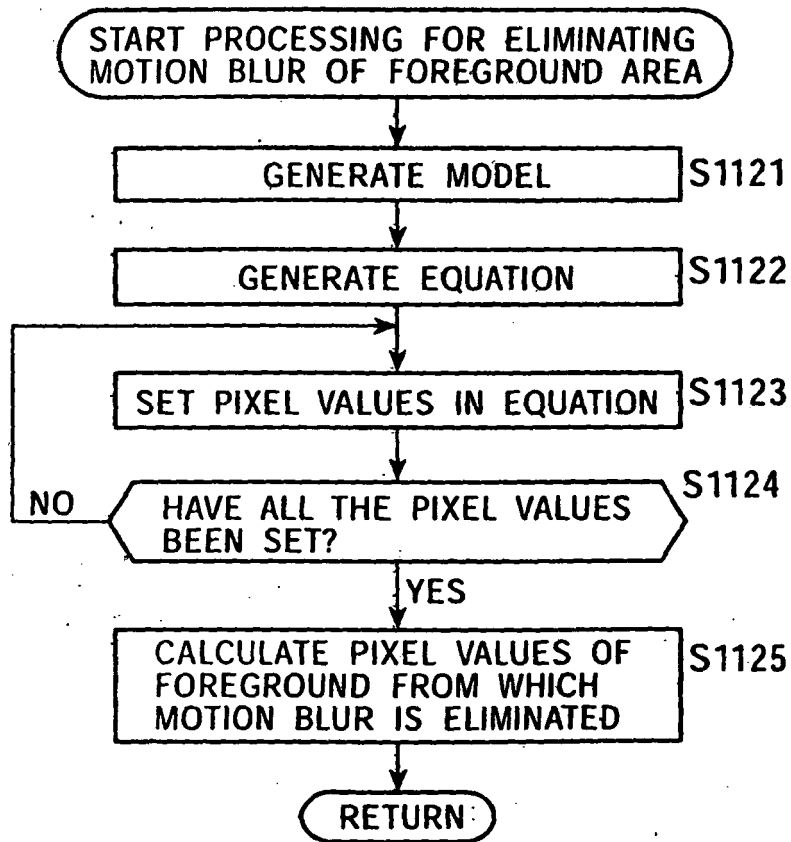 START PROCESSING FOR ELIMINATING
MOTION BLUR OF FOREGROUND AREA
GENERATE MODEL
S1121
GENERATE EQUATION
S1122
SET PIXEL VALUES IN EQUATION
S1123
HAVE ALL THE PIXEL VALUES
BEEN SET?
S1124
NO
YES
CALCULATE PIXEL VALUES OF
FOREGROUND FROM WHICH
MOTION BLUR IS ELIMINATED
S1125
RETURN